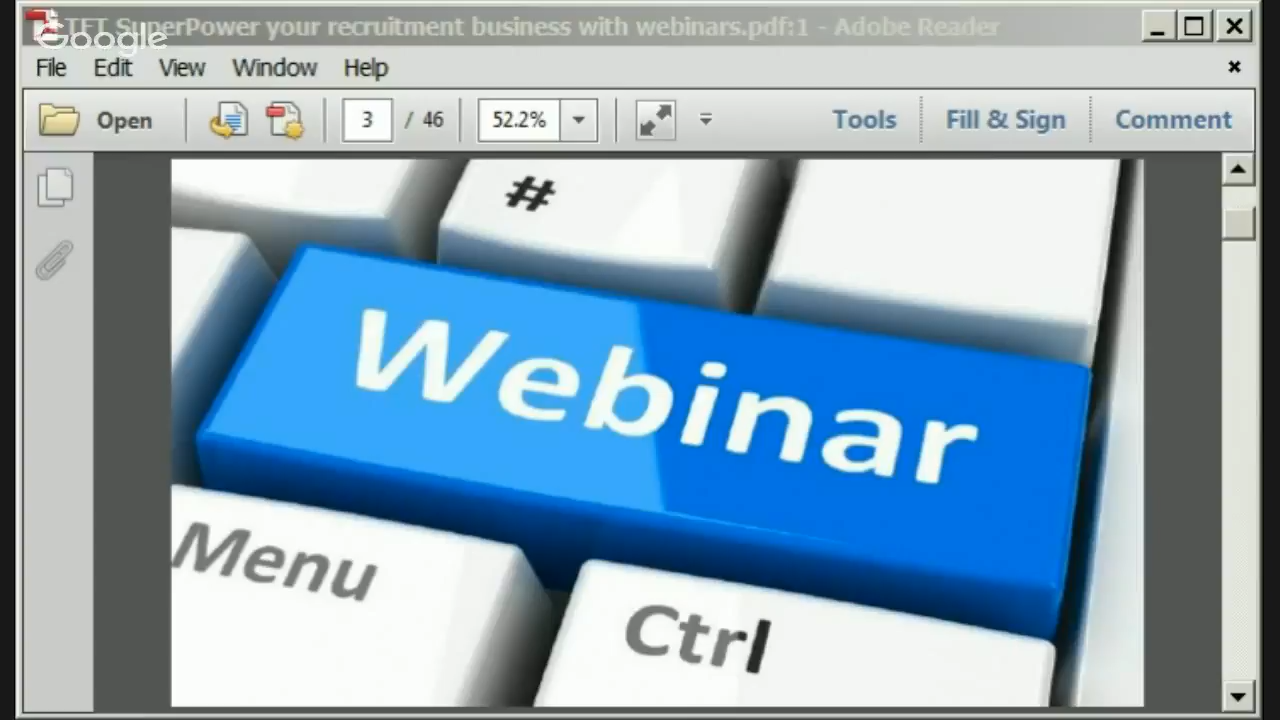 TFT SuperPower your recruitment business with webinars.pdf:1 - Adobe Reader
Google
File Edit View Window Help
Open 3 / 46 52.2% Tools Fill & Sign Comment
#
Webinar
Menu
Ctrl